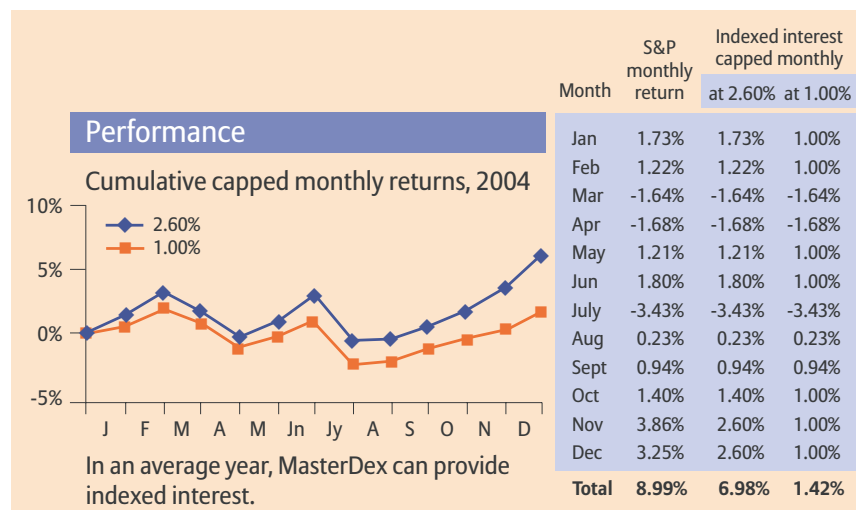 Performance
Cumulative capped monthly returns, 2004
10%
5%
0%
-5%
2.60%
1.00%
J F M A M Jn Jy A S O N D
In an average year, MasterDex can provide
indexed interest.
S&P
monthly
return
Indexed interest
capped monthly
Month at 2.60% at 1.00%
Jan 1.73% 1.73% 1.00%
Feb 1.22% 1.22% 1.00%
Mar -1.64% -1.64% -1.64%
Apr -1.68% -1.68% -1.68%
May 1.21% 1.21% 1.00%
Jun 1.80% 1.80% 1.00%
July -3.43% -3.43% -3.43%
Aug 0.23% 0.23% 0.23%
Sept 0.94% 0.94% 0.94%
Oct 1.40% 1.40% 1.00%
Nov 3.86% 2.60% 1.00%
Dec 3.25% 2.60% 1.00%
Total 8.99% 6.98% 1.42%